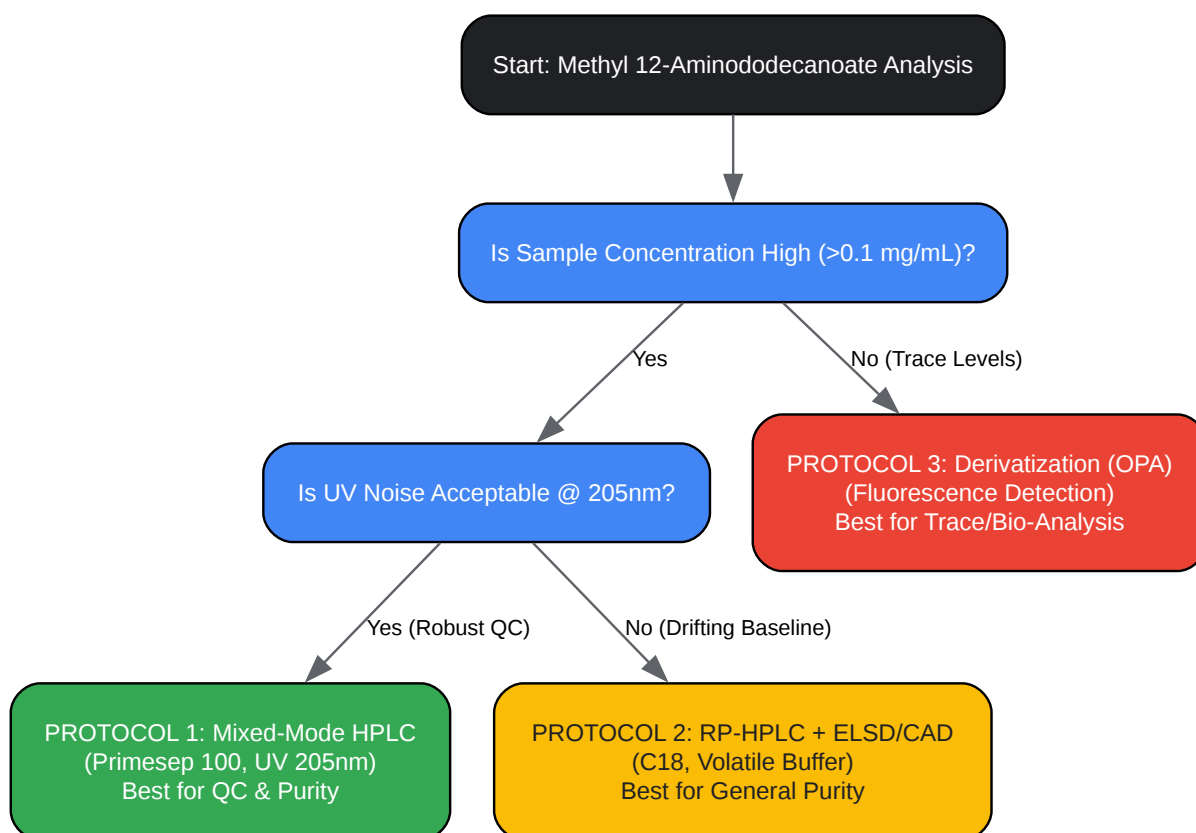 Start: Methyl 12-Aminododecanoate Analysis
Is Sample Concentration High (>0.1 mg/mL)?
Yes
No (Trace Levels)
Is UV Noise Acceptable @ 205nm?
PROTOCOL 3: Derivatization (OPA)
(Fluorescence Detection)
Best for Trace/Bio-Analysis
Yes (Robust QC)
No (Drifting Baseline)
PROTOCOL 1: Mixed-Mode HPLC
(Primesep 100, UV 205nm)
Best for QC & Purity
PROTOCOL 2: RP-HPLC + ELSD/CAD
(C18, Volatile Buffer)
Best for General Purity